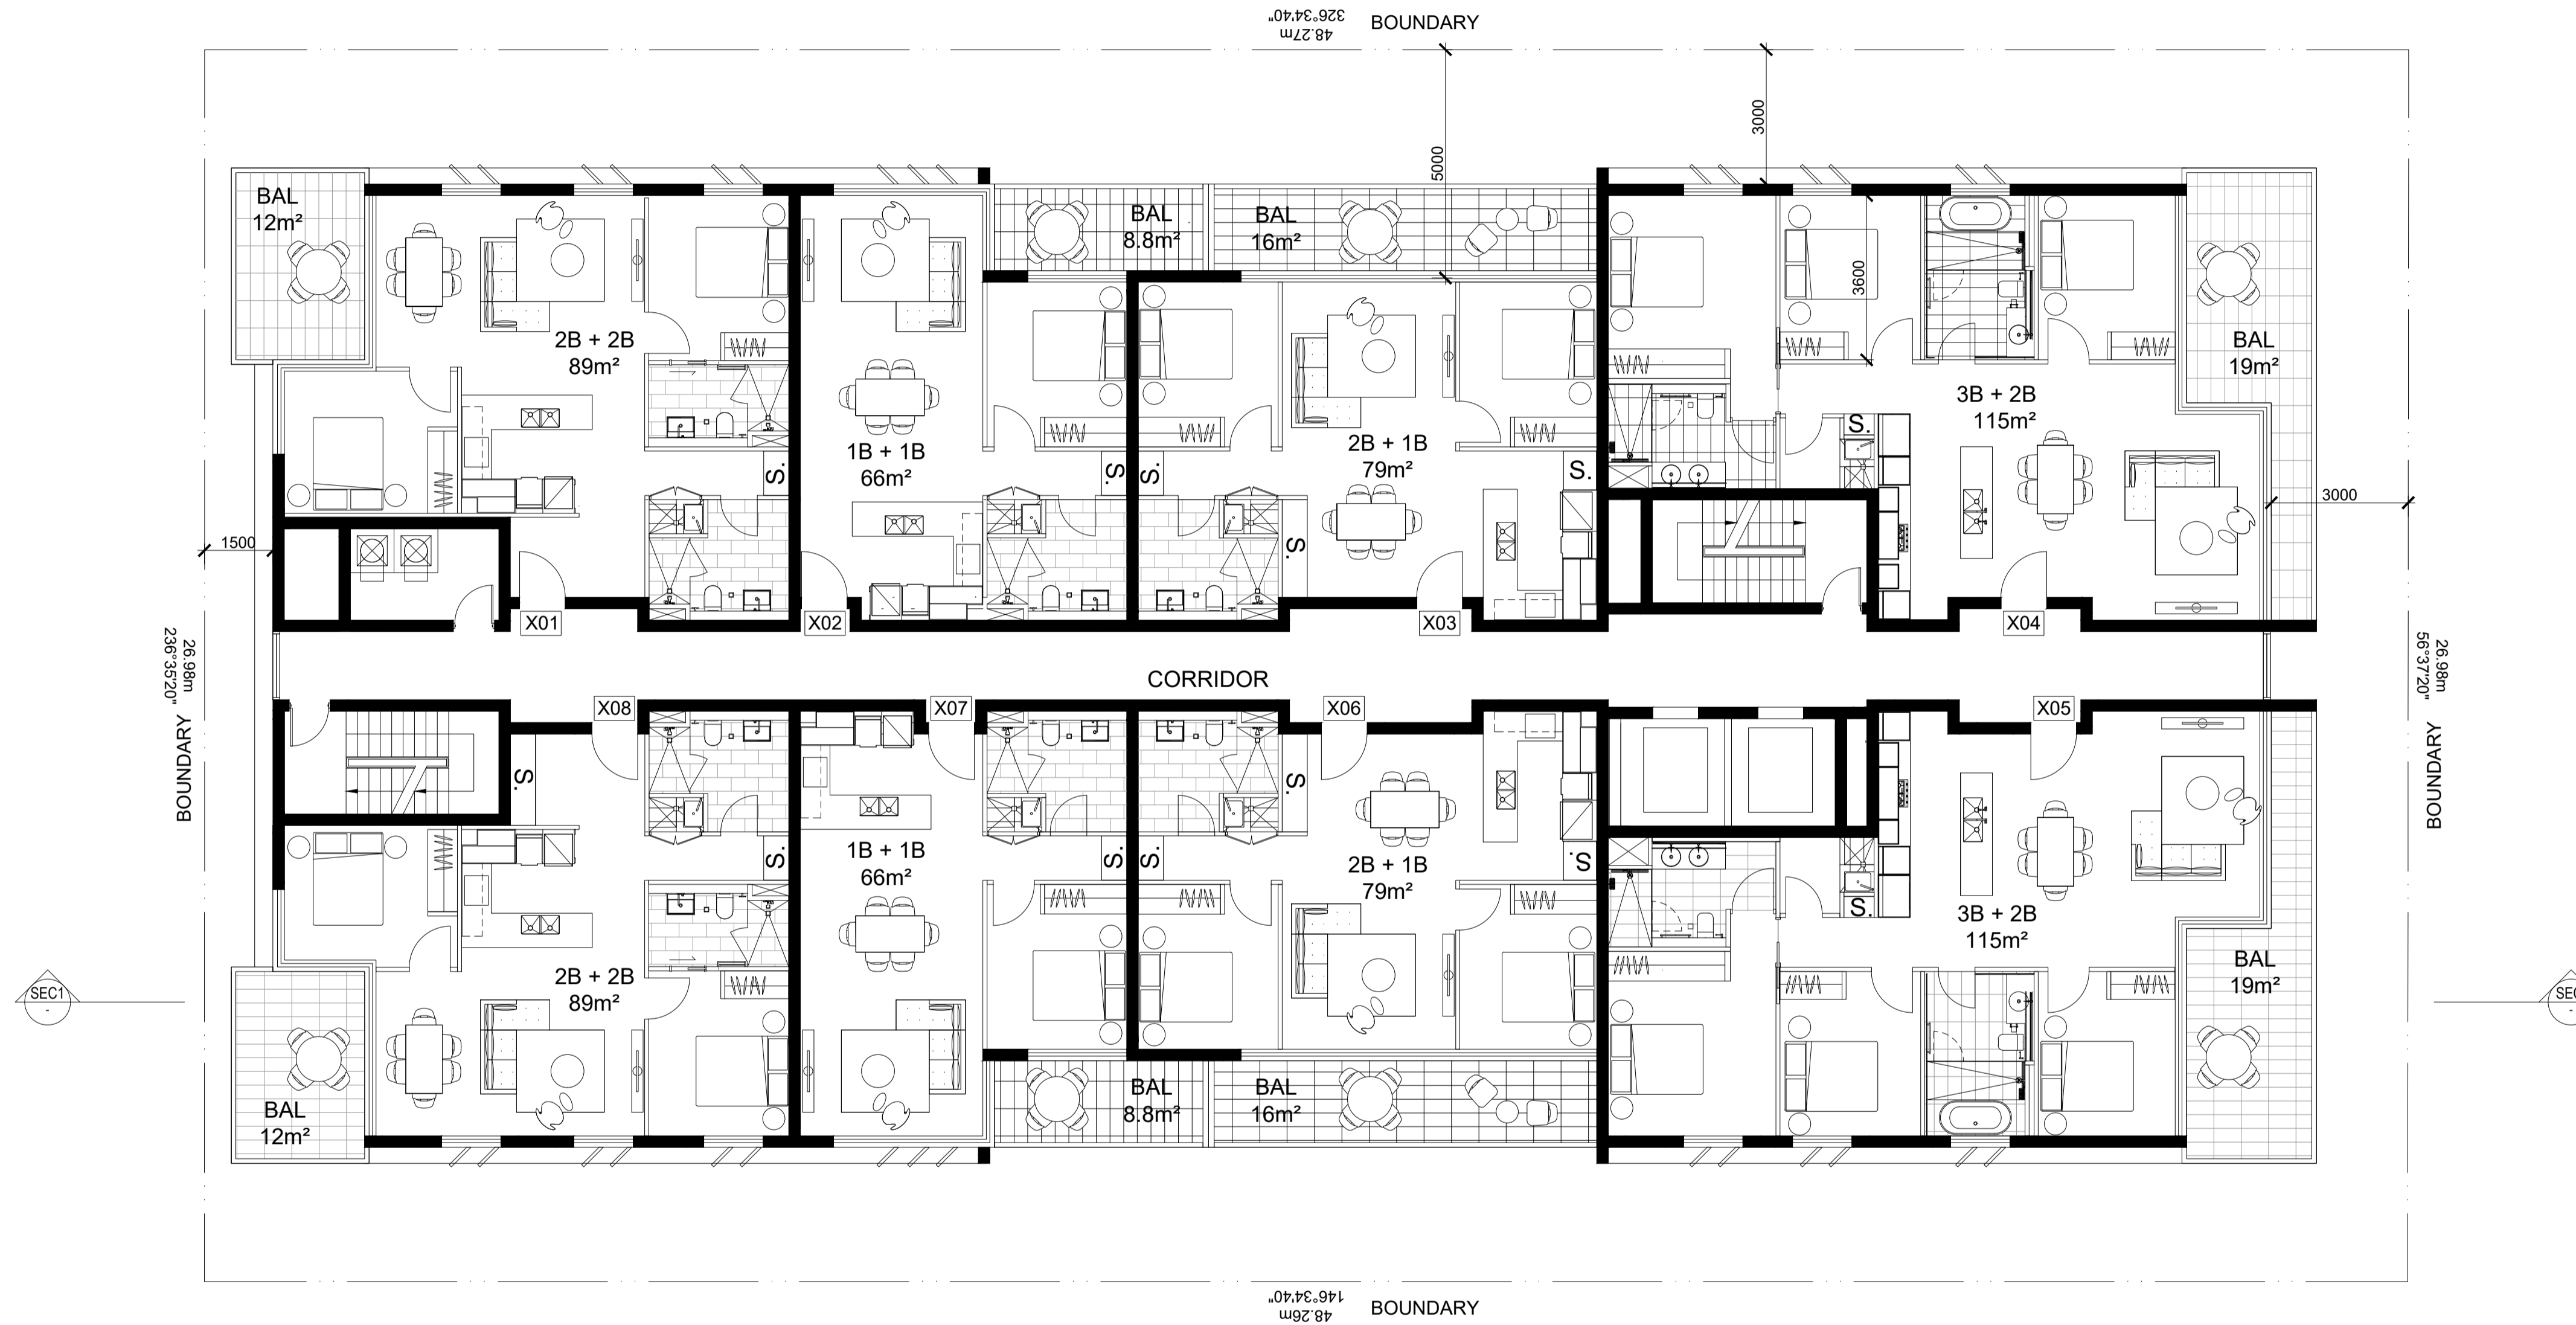 326°34'40"
48.27m
BOUNDARY
3000
5000
BAL
12m²
BAL
8.8m²
BAL
16m²
3600
BAL
19m²
2B + 2B
89m²
1B + 1B
66m²
2B + 1B
79m²
3B + 2B
115m²
S.
S.
S.
S.
S.
S.
3000
1500
X01
X02
X03
X04
26.98m
236°35'20"
BOUNDARY
CORRIDOR
26.98m
56°37'20"
BOUNDARY
X08
X07
X06
X05
S.
S.
S.
S.
S.
S.
S.
1B + 1B
66m²
2B + 1B
79m²
3B + 2B
115m²
2B + 2B
89m²
BAL
19m²
SEC1
-
BAL
12m²
BAL
8.8m²
BAL
16m²
146°34'40"
48.26m
BOUNDARY